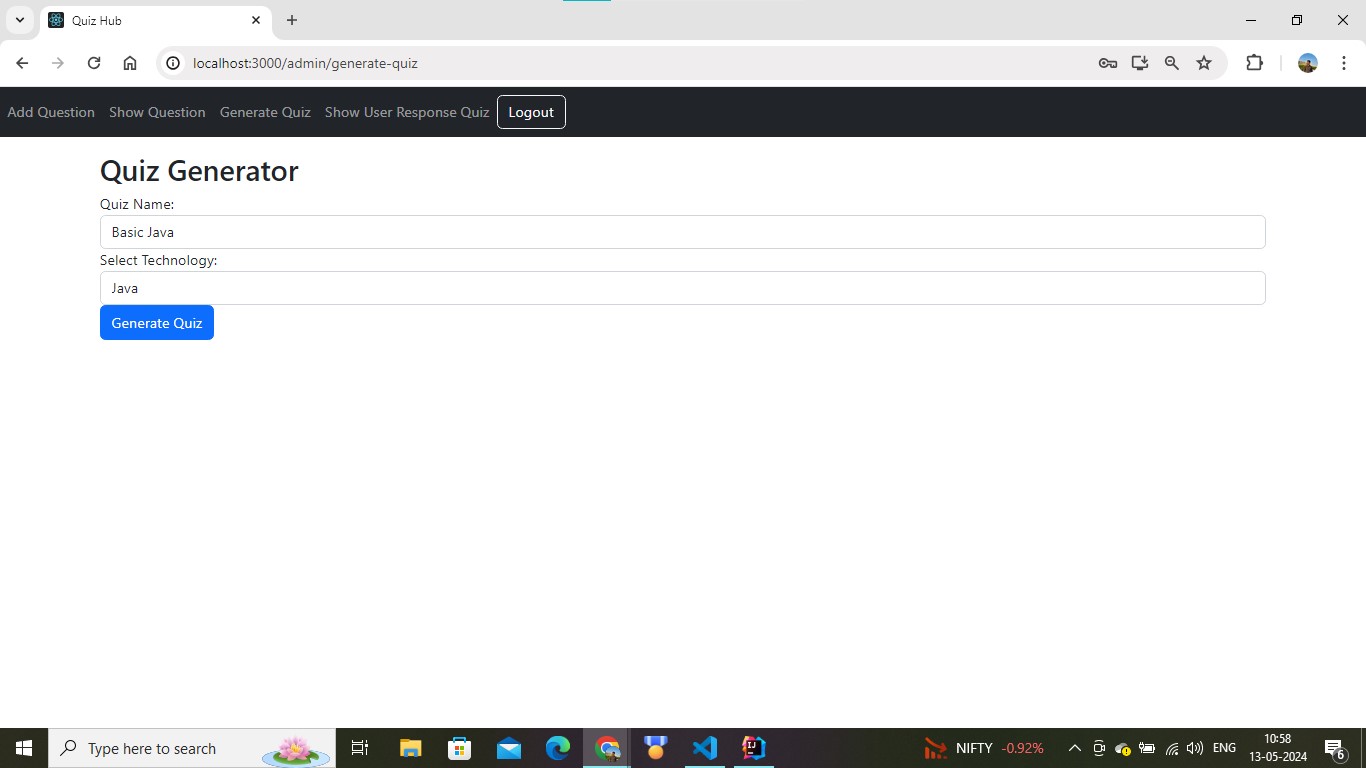 Quiz Hub
localhost:3000/admin/generate-quiz
Add Question Show Question Generate Quiz Show User Response Quiz Logout
Quiz Generator
Quiz Name:
Basic Java
Select Technology:
Java
Generate Quiz
Type here to search NIFTY -0.92% ENG 10:58
13-05-2024 6